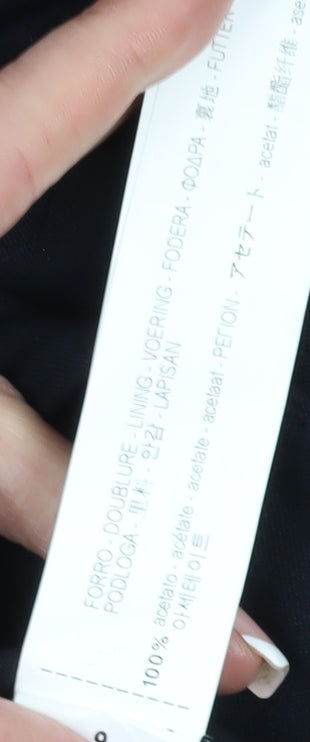 FORRO - DOUBLURE - LINING - VOERING - FODERA - ΦΟΔΡΑ - 裏地 - FUTTER
PODLOGA - 里料 - 안감 - LAPISAN
100% acetato - acétate - acetate - acetaat - ΡΕΓΙΟΝ - アセテート - acetat - 醋酯纤维 - ase
아세테이트